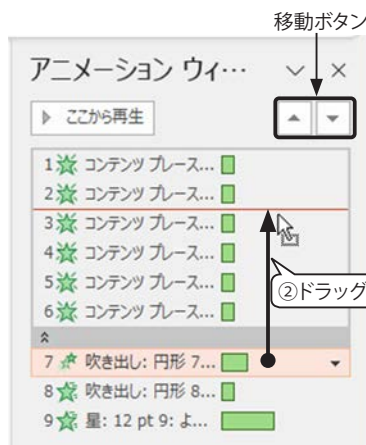 移動ボタン
アニメーション ウィ…
ここから再生
1 コンテンツ プレース...
2 コンテンツ プレース...
3 コンテンツ プレース...
4 コンテンツ プレース...
5 コンテンツ プレース...
②ドラッグ
6 コンテンツ プレース...
7 吹き出し: 円形 7...
8 吹き出し: 円形 8...
9 星: 12 pt 9: よ...